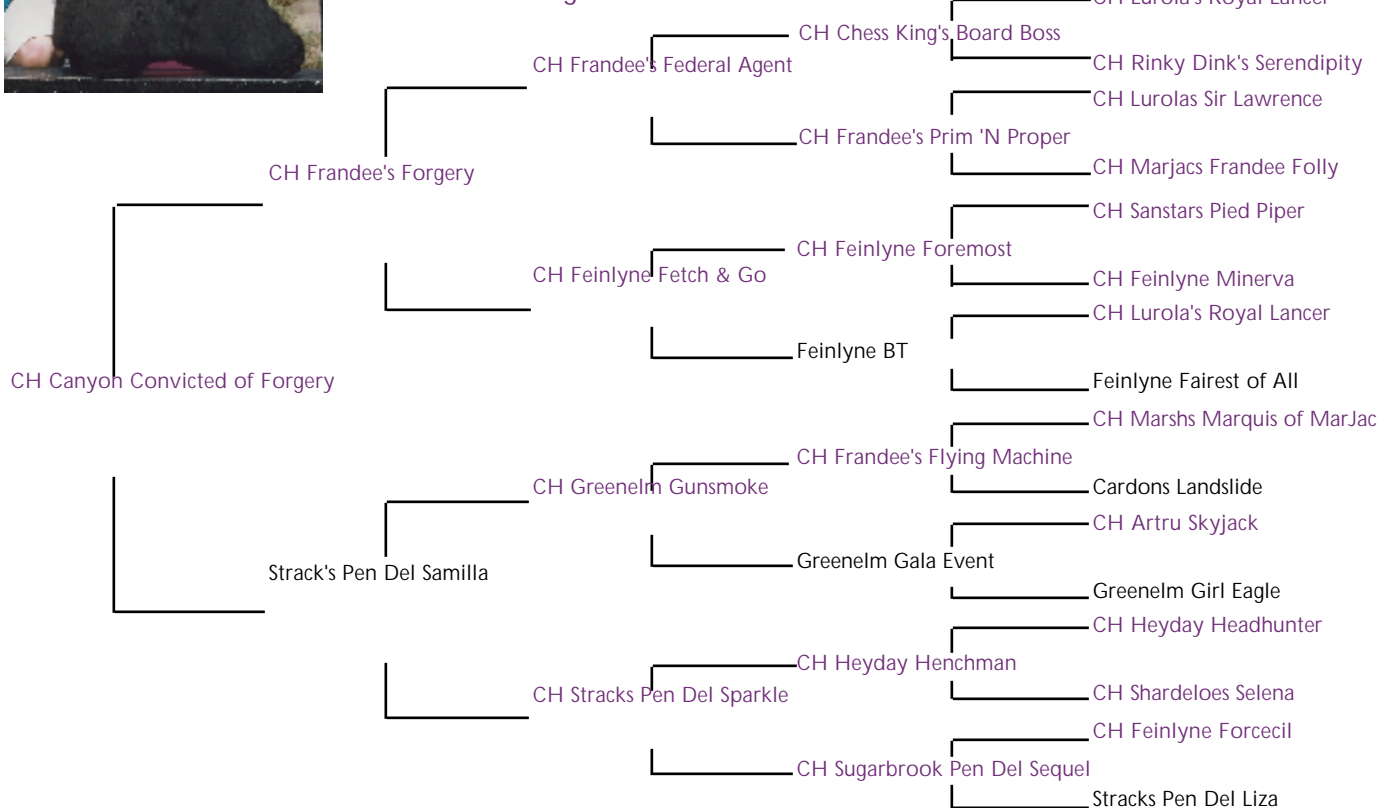 CH Lurola's Royal Lancer
CH Chess King's Board Boss
CH Frandee's Federal Agent
CH Rinky Dink's Serendipity
CH Lurolas Sir Lawrence
CH Frandee's Prim 'N Proper
CH Marjacs Frandee Folly
CH Frandee's Forgery
CH Sanstars Pied Piper
CH Feinlyne Foremost
CH Feinlyne Fetch & Go
CH Feinlyne Minerva
CH Lurola's Royal Lancer
Feinlyne BT
Feinlyne Fairest of All
CH Canyon Convicted of Forgery
CH Marshs Marquis of MarJac
CH Frandee's Flying Machine
CH Greenelm Gunsmoke
Cardons Landslide
CH Artru Skyjack
Greenelm Gala Event
Strack's Pen Del Samilla
Greenelm Girl Eagle
CH Heyday Headhunter
CH Heyday Henchman
CH Stracks Pen Del Sparkle
CH Shardeloes Selena
CH Feinlyne Forcecil
CH Sugarbrook Pen Del Sequel
Stracks Pen Del Liza